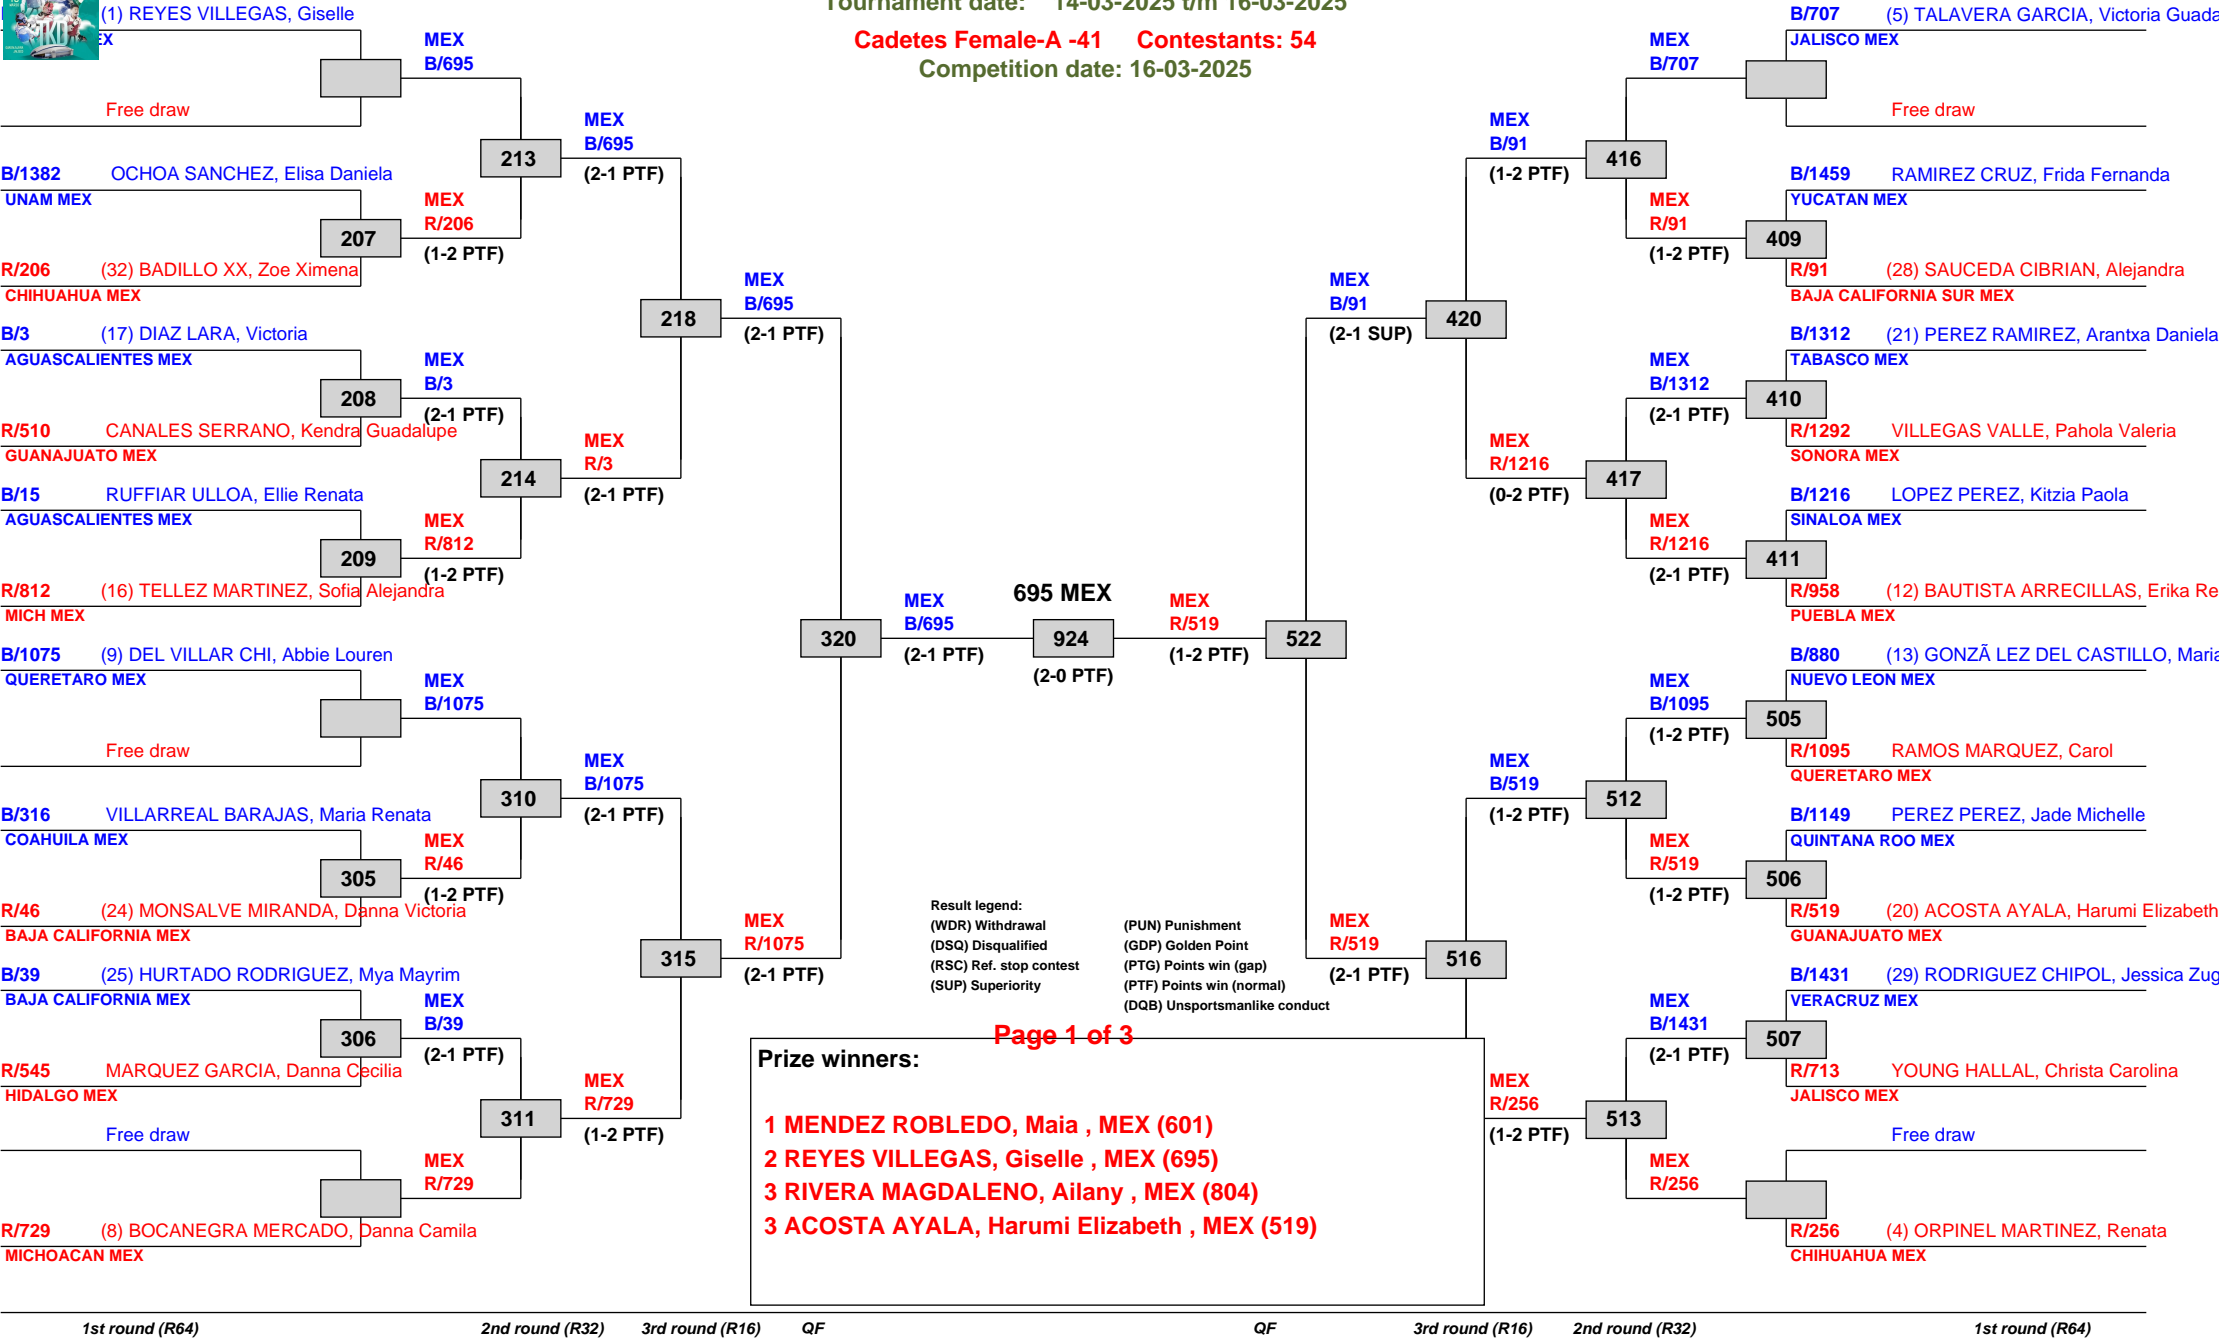 Tournament date: 14-03-2025 t/m 16-03-2025
Cadetes Female-A -41 Contestants: 54
Competition date: 16-03-2025
(1) REYES VILLEGAS, Giselle
EX
Free draw
MEX
B/695
B/1382 OCHOA SANCHEZ, Elisa Daniela
UNAM MEX
207
R/206 (32) BADILLO XX, Zoe Ximena
CHIHUAHUA MEX
MEX
R/206
(1-2 PTF)
213
MEX
B/695
(2-1 PTF)
B/3 (17) DIAZ LARA, Victoria
AGUASCALIENTES MEX
208
R/510 CANALES SERRANO, Kendra Guadalupe
GUANAJUATO MEX
MEX
B/3
(2-1 PTF)
B/15 RUFFIAR ULLOA, Ellie Renata
AGUASCALIENTES MEX
209
R/812 (16) TELLEZ MARTINEZ, Sofia Alejandra
MICH MEX
MEX
R/812
(1-2 PTF)
214
MEX
R/3
(2-1 PTF)
218
MEX
B/695
(2-1 PTF)
B/1075 (9) DEL VILLAR CHI, Abbie Louren
QUERETARO MEX
Free draw
MEX
B/1075
B/316 VILLARREAL BARAJAS, Maria Renata
COAHUILA MEX
305
R/46 (24) MONSALVE MIRANDA, Danna Victoria
BAJA CALIFORNIA MEX
MEX
R/46
(1-2 PTF)
310
MEX
B/1075
(2-1 PTF)
B/39 (25) HURTADO RODRIGUEZ, Mya Mayrim
BAJA CALIFORNIA MEX
306
R/545 MARQUEZ GARCIA, Danna Cecilia
HIDALGO MEX
MEX
B/39
(2-1 PTF)
Free draw
R/729 (8) BOCANEGRA MERCADO, Danna Camila
MICHOACAN MEX
MEX
R/729
311
MEX
R/729
(1-2 PTF)
315
MEX
R/1075
(2-1 PTF)
320
MEX
B/695
(2-1 PTF)
695 MEX
924
(2-0 PTF)
MEX
R/519
(1-2 PTF)
522
MEX
B/91
(2-1 SUP)
420
MEX
B/91
(1-2 PTF)
416
MEX
B/707
B/707 (5) TALAVERA GARCIA, Victoria Guada
JALISCO MEX
Free draw
MEX
R/91
(1-2 PTF)
B/1459 RAMIREZ CRUZ, Frida Fernanda
YUCATAN MEX
409
R/91 (28) SAUCEDA CIBRIAN, Alejandra
BAJA CALIFORNIA SUR MEX
MEX
R/1216
(0-2 PTF)
417
MEX
B/1312
(2-1 PTF)
B/1312 (21) PEREZ RAMIREZ, Arantxa Daniela
TABASCO MEX
410
R/1292 VILLEGAS VALLE, Pahola Valeria
SONORA MEX
MEX
R/1216
(2-1 PTF)
B/1216 LOPEZ PEREZ, Kitzia Paola
SINALOA MEX
411
R/958 (12) BAUTISTA ARRECILLAS, Erika Re
PUEBLA MEX
MEX
R/519
(2-1 PTF)
516
MEX
B/519
(1-2 PTF)
512
MEX
B/1095
(1-2 PTF)
B/880 (13) GONZÃ LEZ DEL CASTILLO, Maria
NUEVO LEON MEX
505
R/1095 RAMOS MARQUEZ, Carol
QUERETARO MEX
MEX
R/519
(1-2 PTF)
B/1149 PEREZ PEREZ, Jade Michelle
QUINTANA ROO MEX
506
R/519 (20) ACOSTA AYALA, Harumi Elizabeth
GUANAJUATO MEX
MEX
R/256
(1-2 PTF)
513
MEX
B/1431
(2-1 PTF)
B/1431 (29) RODRIGUEZ CHIPOL, Jessica Zug
VERACRUZ MEX
507
R/713 YOUNG HALLAL, Christa Carolina
JALISCO MEX
MEX
R/256
Free draw
R/256 (4) ORPINEL MARTINEZ, Renata
CHIHUAHUA MEX
Result legend:
(WDR) Withdrawal (PUN) Punishment
(DSQ) Disqualified (GDP) Golden Point
(RSC) Ref. stop contest (PTG) Points win (gap)
(SUP) Superiority (PTF) Points win (normal)
(DQB) Unsportsmanlike conduct
Page 1 of 3
Prize winners:
1 MENDEZ ROBLEDO, Maia , MEX (601)
2 REYES VILLEGAS, Giselle , MEX (695)
3 RIVERA MAGDALENO, Ailany , MEX (804)
3 ACOSTA AYALA, Harumi Elizabeth , MEX (519)
1st round (R64) 2nd round (R32) 3rd round (R16) QF QF 3rd round (R16) 2nd round (R32) 1st round (R64)